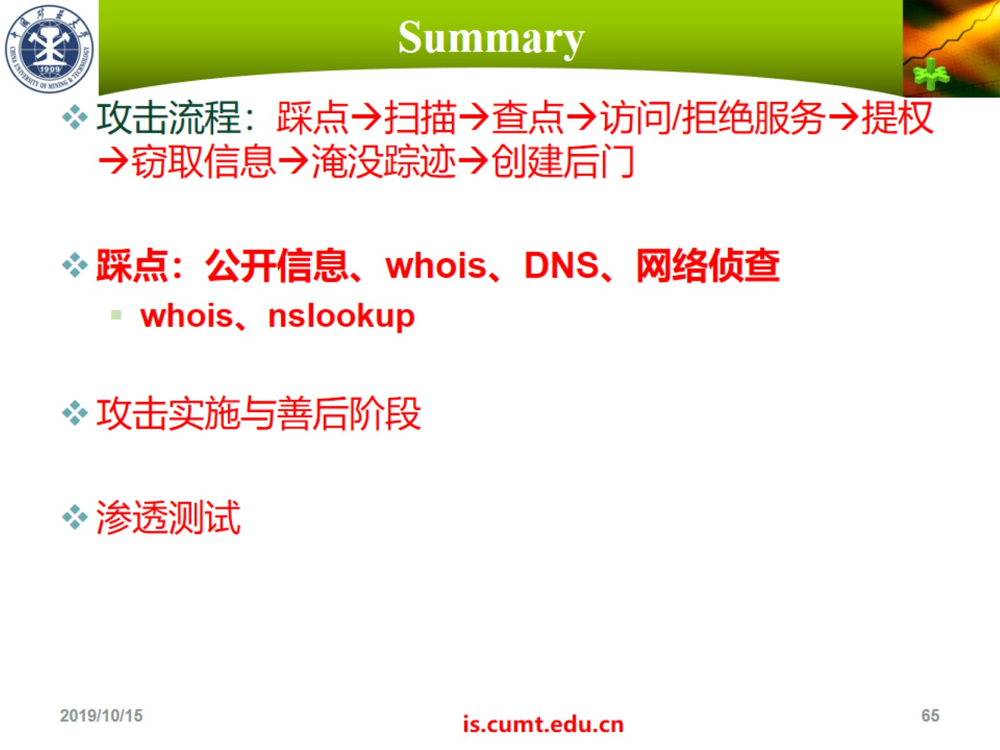 Summary
中国矿业大学
CHINA UNIVERSITY OF MINING & TECHNOLOGY
1909
攻击流程：踩点→扫描→查点→访问/拒绝服务→提权
→窃取信息→淹没踪迹→创建后门
踩点：公开信息、whois、DNS、网络侦查
whois、nslookup
攻击实施与善后阶段
渗透测试
2019/10/15
is.cumt.edu.cn
65